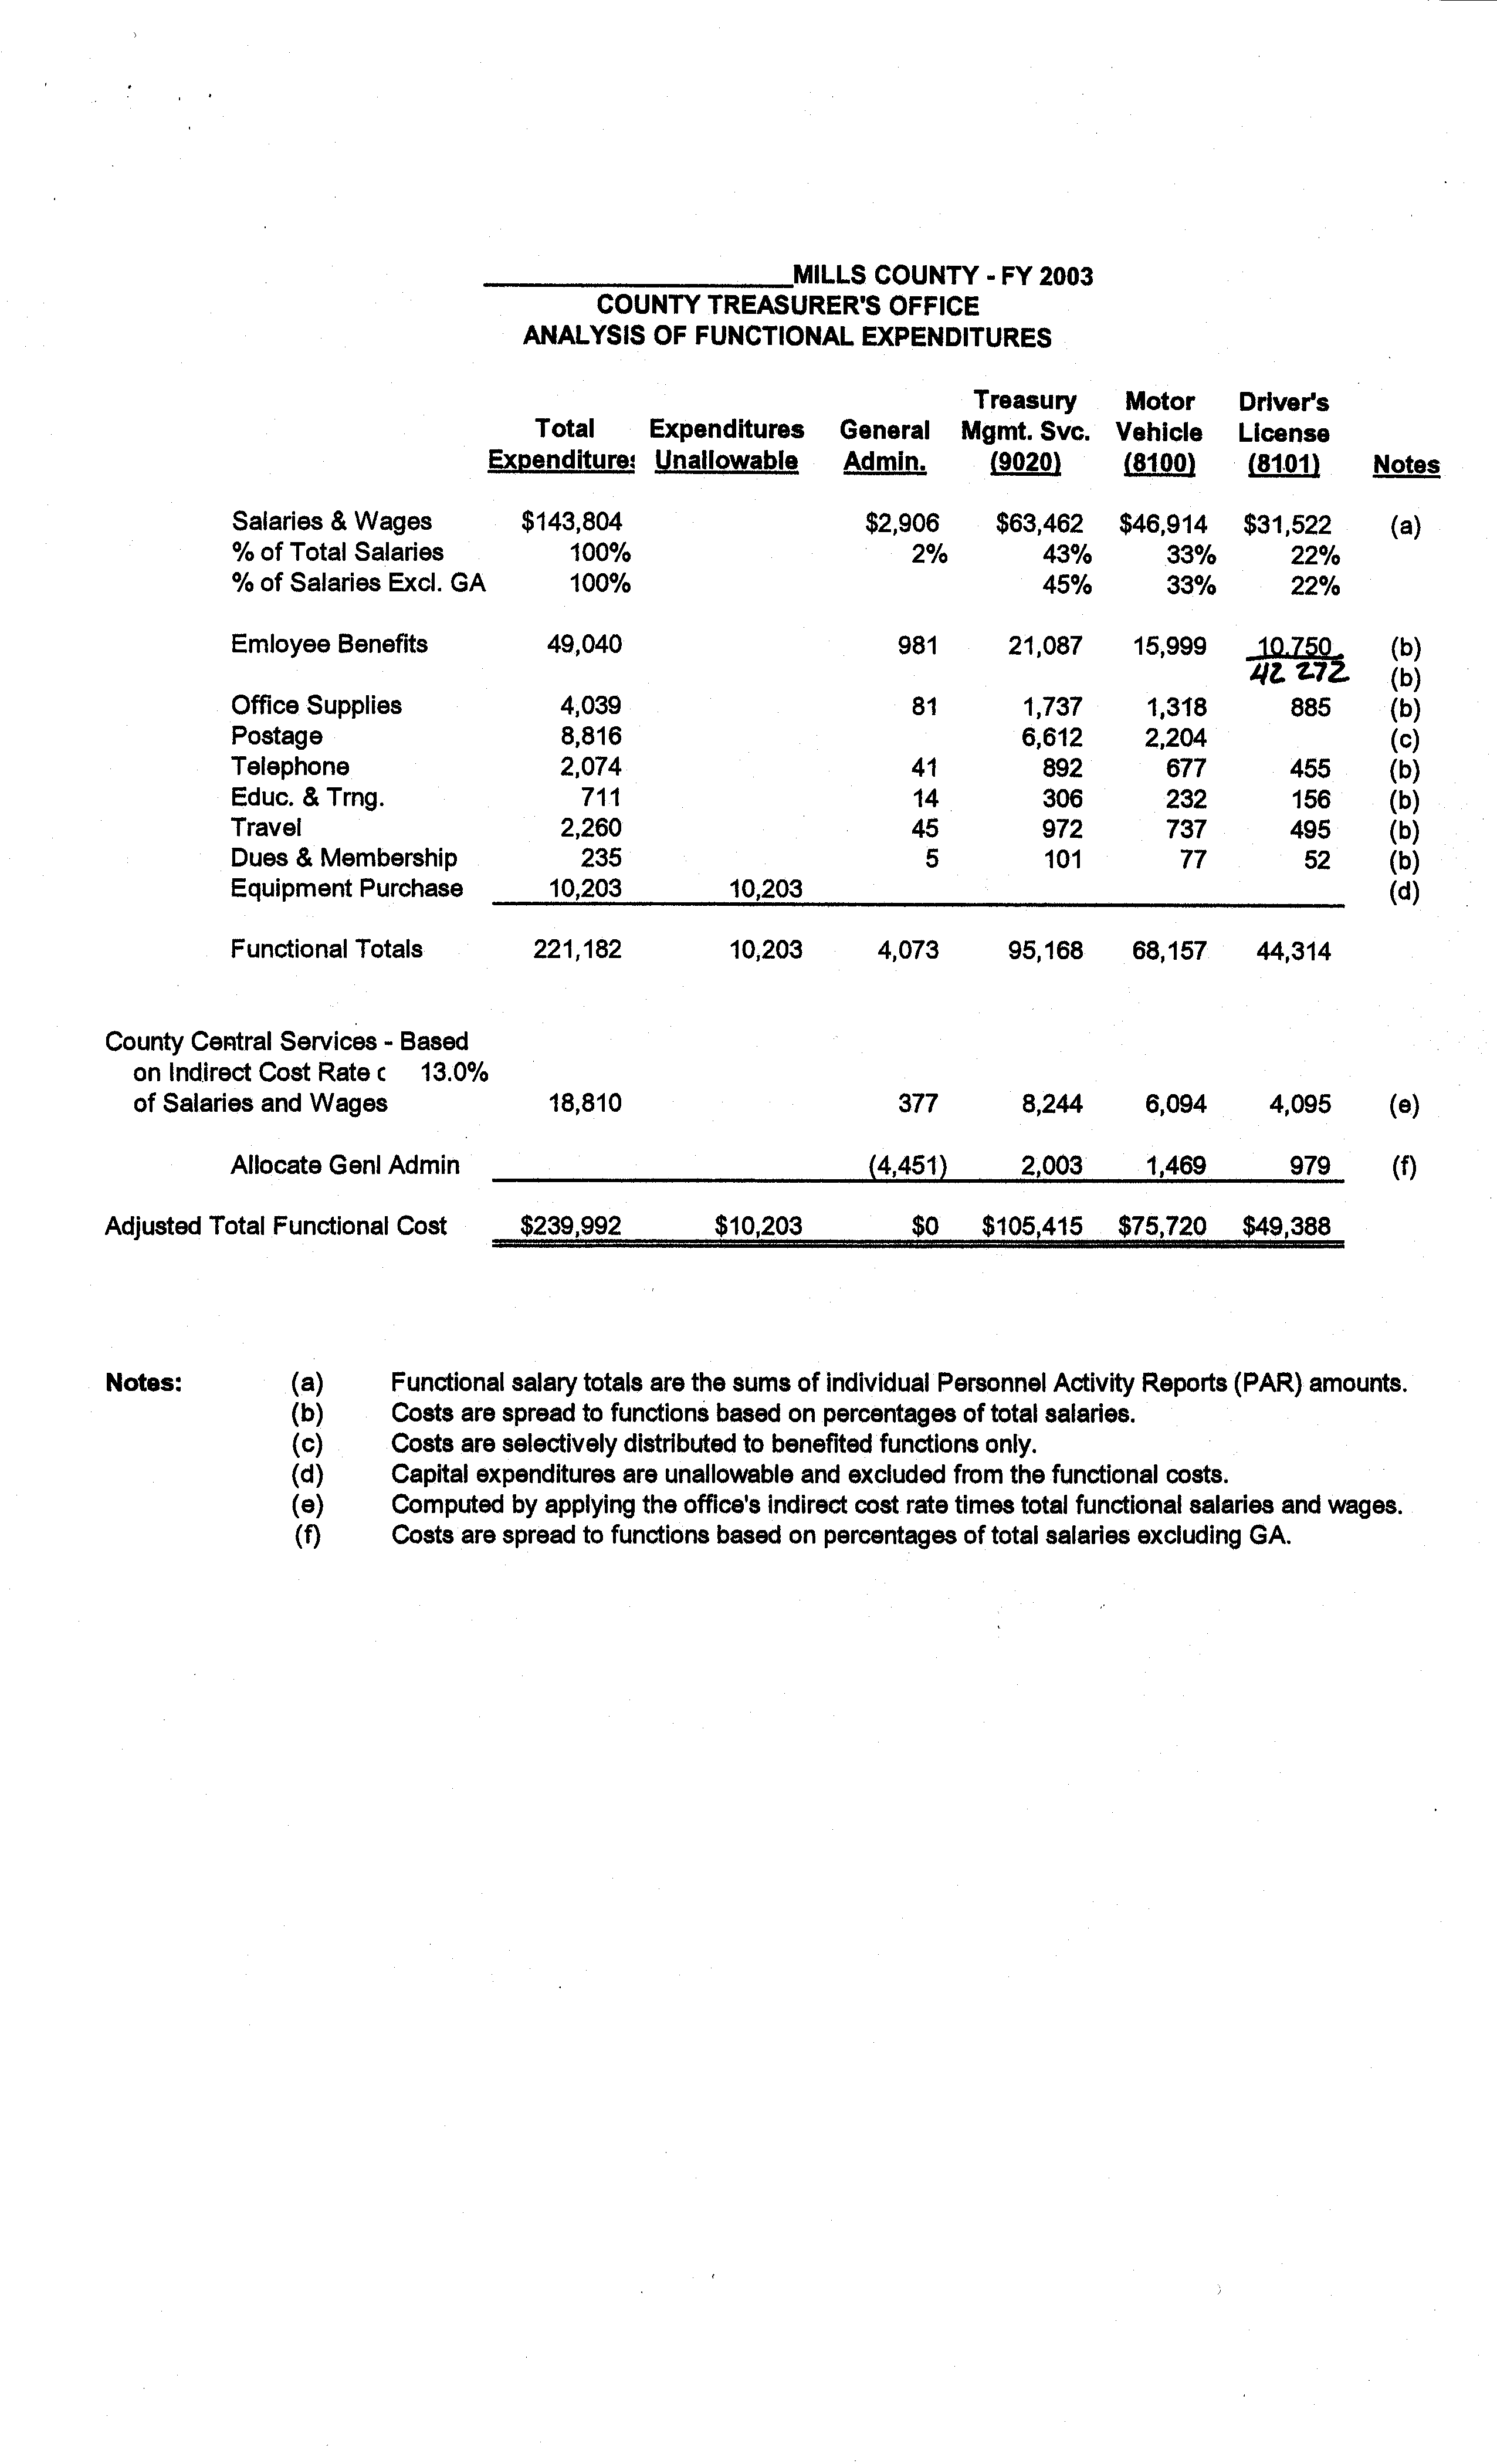 MILLS COUNTY - FY 2003
COUNTY TREASURER'S OFFICE
ANALYSIS OF FUNCTIONAL EXPENDITURES
Treasury Motor Driver's
Total Expenditures General Mgmt. Svc. Vehicle License
Expenditures Unallowable Admin. (9020) (8100) (8101) Notes
Salaries & Wages $143,804 $2,906 $63,462 $46,914 $31,522 (a)
% of Total Salaries 100% 2% 43% 33% 22%
% of Salaries Excl. GA 100% 45% 33% 22%
Emloyee Benefits 49,040 981 21,087 15,999 10,750 (b)
42 272 (b)
Office Supplies 4,039 81 1,737 1,318 885 (b)
Postage 8,816 6,612 2,204 (c)
Telephone 2,074 41 892 677 455 (b)
Educ. & Trng. 711 14 306 232 156 (b)
Travel 2,260 45 972 737 495 (b)
Dues & Membership 235 5 101 77 52 (b)
Equipment Purchase 10,203 10,203 (d)
Functional Totals 221,182 10,203 4,073 95,168 68,157 44,314
County Central Services - Based
on Indirect Cost Rate c 13.0%
of Salaries and Wages 18,810 377 8,244 6,094 4,095 (e)
Allocate Genl Admin (4,451) 2,003 1,469 979 (f)
Adjusted Total Functional Cost $239,992 $10,203 $0 $105,415 $75,720 $49,388
Notes: (a) Functional salary totals are the sums of individual Personnel Activity Reports (PAR) amounts.
(b) Costs are spread to functions based on percentages of total salaries.
(c) Costs are selectively distributed to benefited functions only.
(d) Capital expenditures are unallowable and excluded from the functional costs.
(e) Computed by applying the office's indirect cost rate times total functional salaries and wages.
(f) Costs are spread to functions based on percentages of total salaries excluding GA.